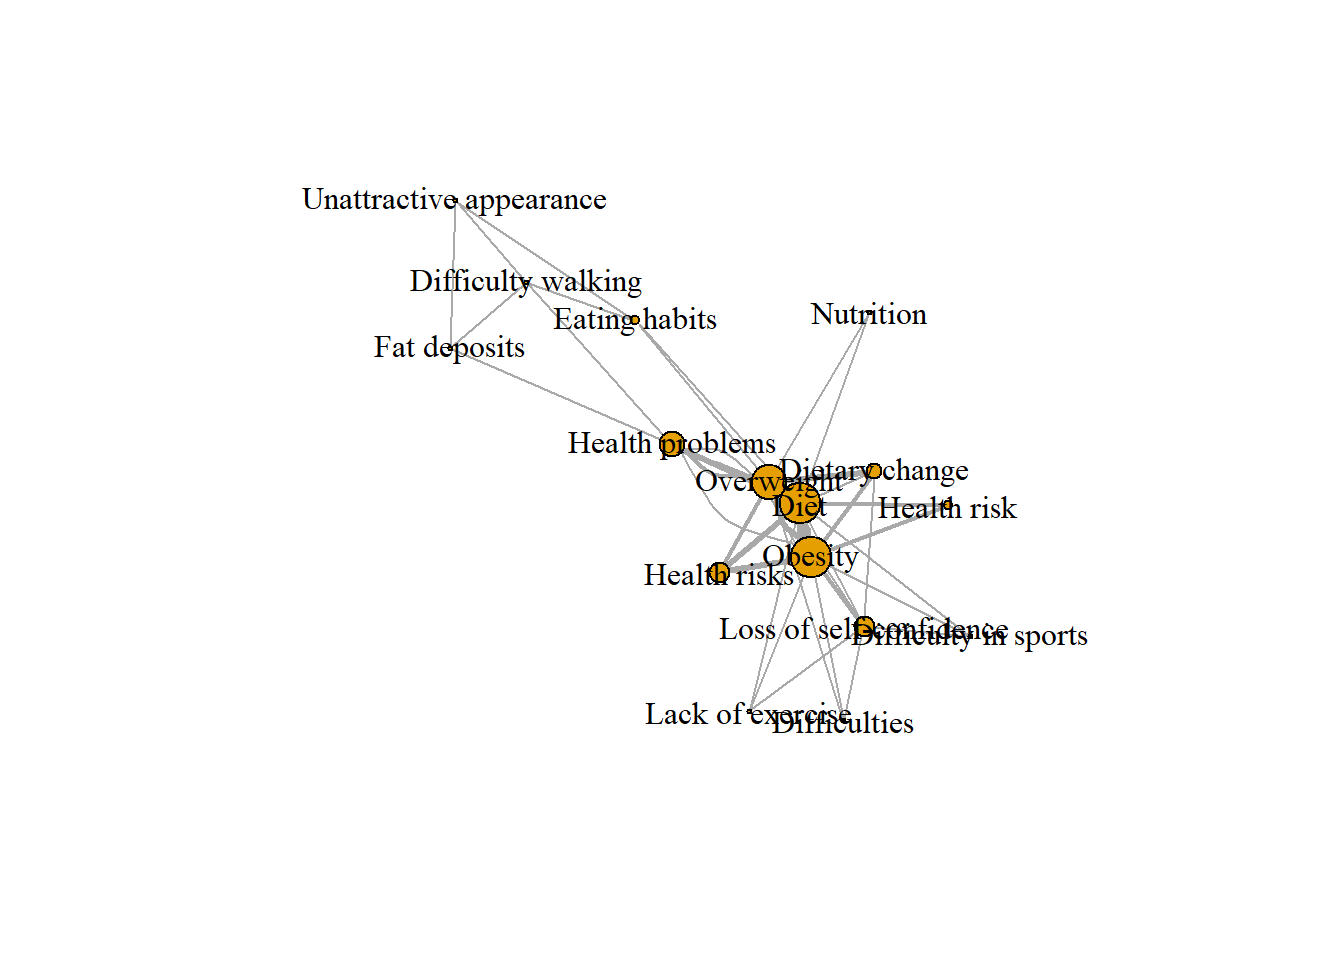 Unattractive appearance
Difficulty walking
Nutrition
Eating habits
Fat deposits
Health problems
Dietary change
Overweight
Diet
Health risk
Obesity
Health risks
Loss of self-confidence
Difficulty in sports
Lack of exercise
Difficulties